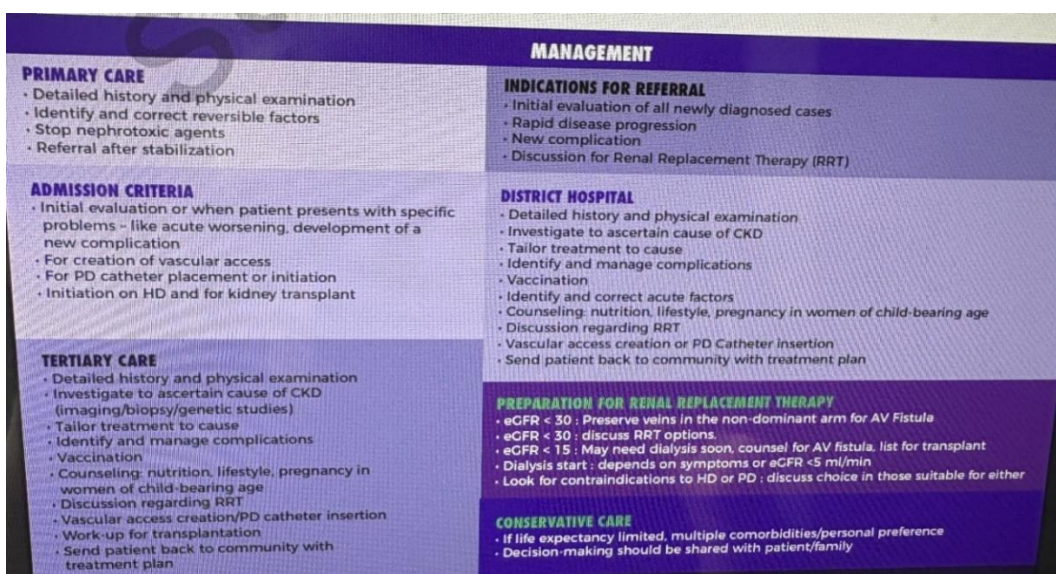 MANAGEMENT
PRIMARY CARE
• Detailed history and physical examination
• Identify and correct reversible factors
• Stop nephrotoxic agents
• Referral after stabilization
INDICATIONS FOR REFERRAL
• Initial evaluation of all newly diagnosed cases
• Rapid disease progression
• New complication
• Discussion for Renal Replacement Therapy (RRT)
ADMISSION CRITERIA
• Initial evaluation or when patient presents with specific
problems - like acute worsening, development of a
new complication
• For creation of vascular access
• For PD catheter placement or initiation
• Initiation on HD and for kidney transplant
DISTRICT HOSPITAL
• Detailed history and physical examination
• Investigate to ascertain cause of CKD
• Tailor treatment to cause
• Identify and manage complications
• Vaccination
• Identify and correct acute factors
• Counseling: nutrition, lifestyle, pregnancy in women of child-bearing age
• Discussion regarding RRT
• Vascular access creation or PD Catheter insertion
• Send patient back to community with treatment plan
TERTIARY CARE
• Detailed history and physical examination
• Investigate to ascertain cause of CKD
(imaging/biopsy/genetic studies)
• Tailor treatment to cause
• Identify and manage complications
• Vaccination
• Counseling: nutrition, lifestyle, pregnancy in
women of child-bearing age
• Discussion regarding RRT
• Vascular access creation/PD catheter insertion
• Work-up for transplantation
• Send patient back to community with
treatment plan
PREPARATION FOR RENAL REPLACEMENT THERAPY
• eGFR < 30 : Preserve veins in the non-dominant arm for AV Fistula
• eGFR < 30 : discuss RRT options.
• eGFR < 15 : May need dialysis soon, counsel for AV fistula, list for transplant
• Dialysis start : depends on symptoms or eGFR <5 ml/min
• Look for contraindications to HD or PD : discuss choice in those suitable for either
CONSERVATIVE CARE
• If life expectancy limited, multiple comorbidities/personal preference
• Decision-making should be shared with patient/family